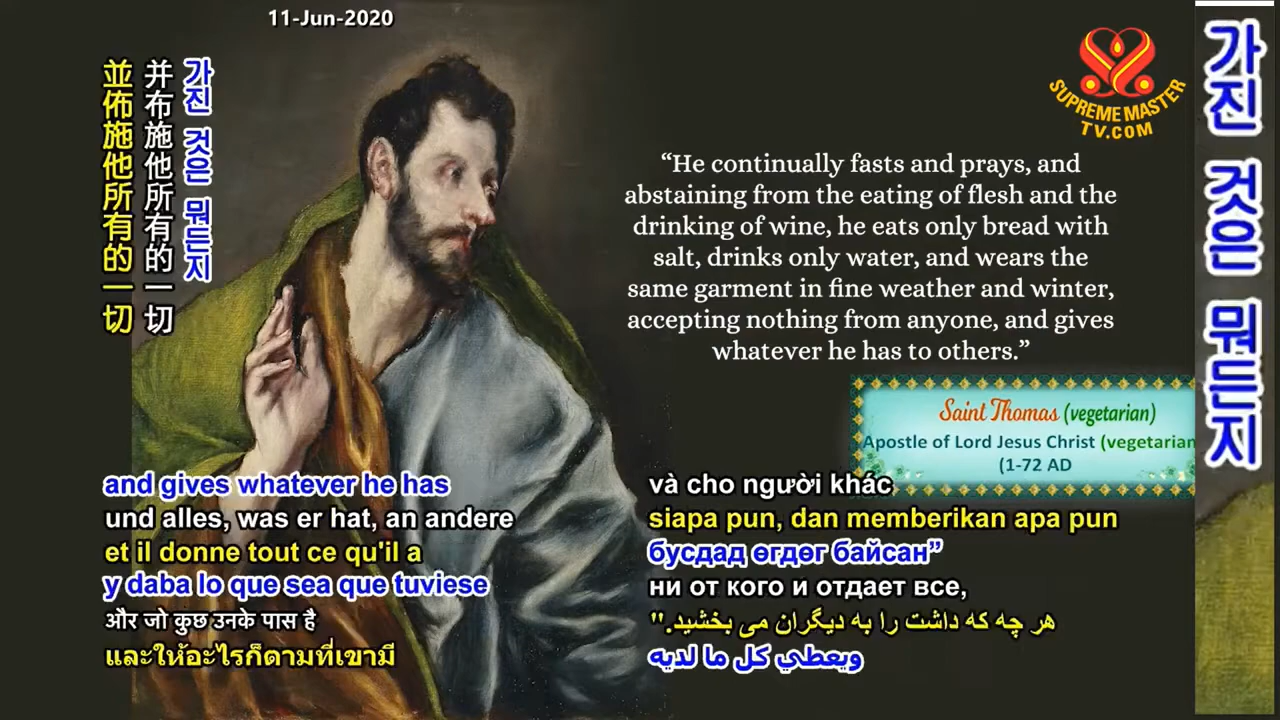 11-Jun-2020
가진 것은 뭐든지
并布施他所有的一切
並佈施他所有的一切
SUPREME MASTER
TV.COM
가진 것은 뭐든지
“He continually fasts and prays, and
abstaining from the eating of flesh and the
drinking of wine, he eats only bread with
salt, drinks only water, and wears the
same garment in fine weather and winter,
accepting nothing from anyone, and gives
whatever he has to others.”
Saint Thomas (vegetarian)
Apostle of Lord Jesus Christ (vegetarian
(1-72 AD
and gives whatever he has
und alles, was er hat, an andere
et il donne tout ce qu'il a
y daba lo que sea que tuviese
और जो कुछ उनके पास है
และให้อะไรก็ตามที่เขามี
và cho người khác
siapa pun, dan memberikan apa pun
бусдад өгдөг байсан”
ни от кого и отдает все,
هر چه که داشت را به دیگران می بخشید."
ويعطي كل ما لديه